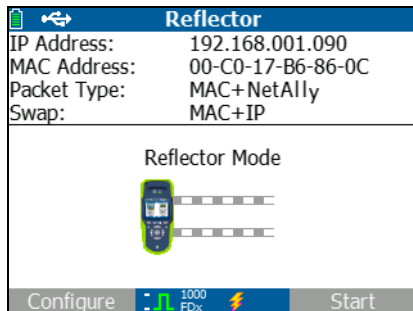 Reflector
IP Address: 192.168.001.090
MAC Address: 00-C0-17-B6-86-0C
Packet Type: MAC+NetAlly
Swap: MAC+IP
Reflector Mode
Configure 1000 FDx Start